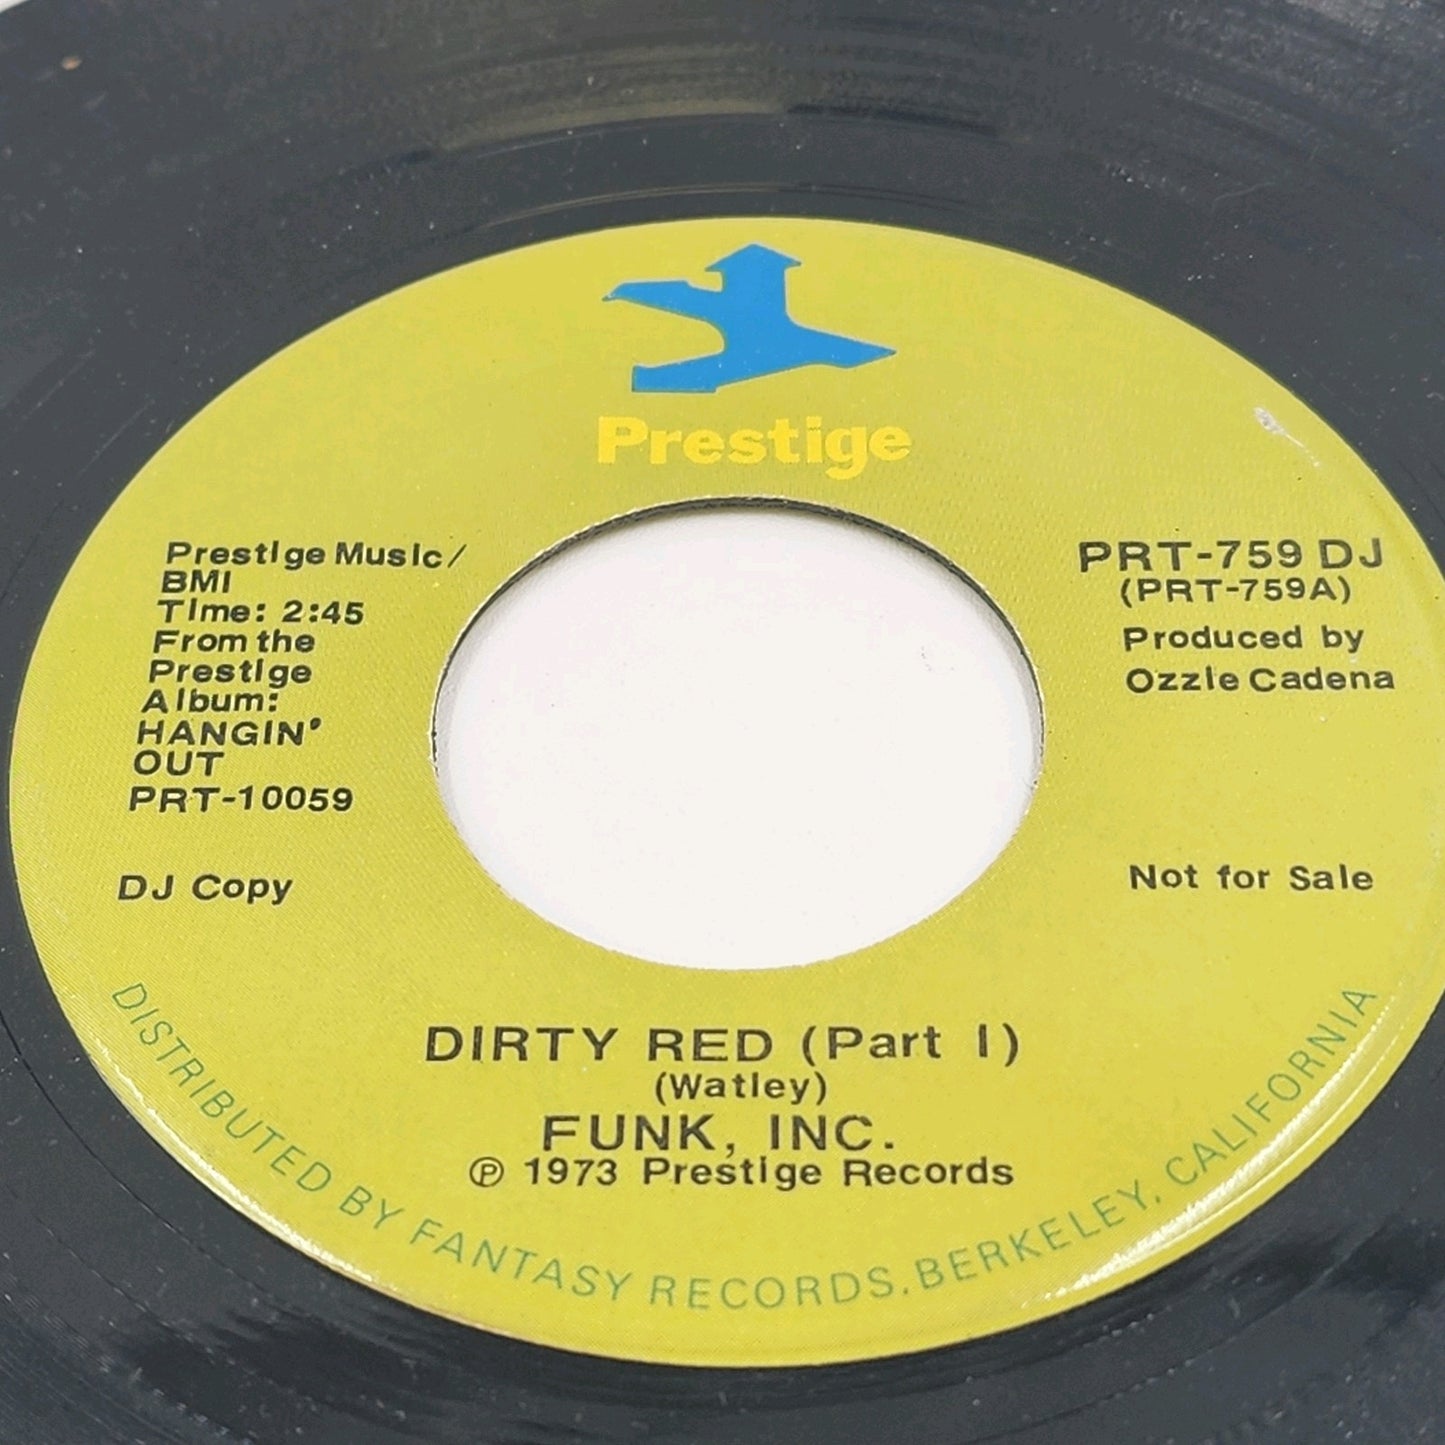 Prestige
Prestige Music/
BMI
Time: 2:45
From the
Prestige
Album:
HANGIN'
OUT
PRT-10059
DJ Copy
PRT-759 DJ
(PRT-759A)
Produced by
Ozzie Cadena
Not for Sale
DIRTY RED (Part I)
(Watley)
FUNK, INC.
℗ 1973 Prestige Records
DISTRIBUTED BY FANTASY RECORDS, BERKELEY, CALIFORNIA